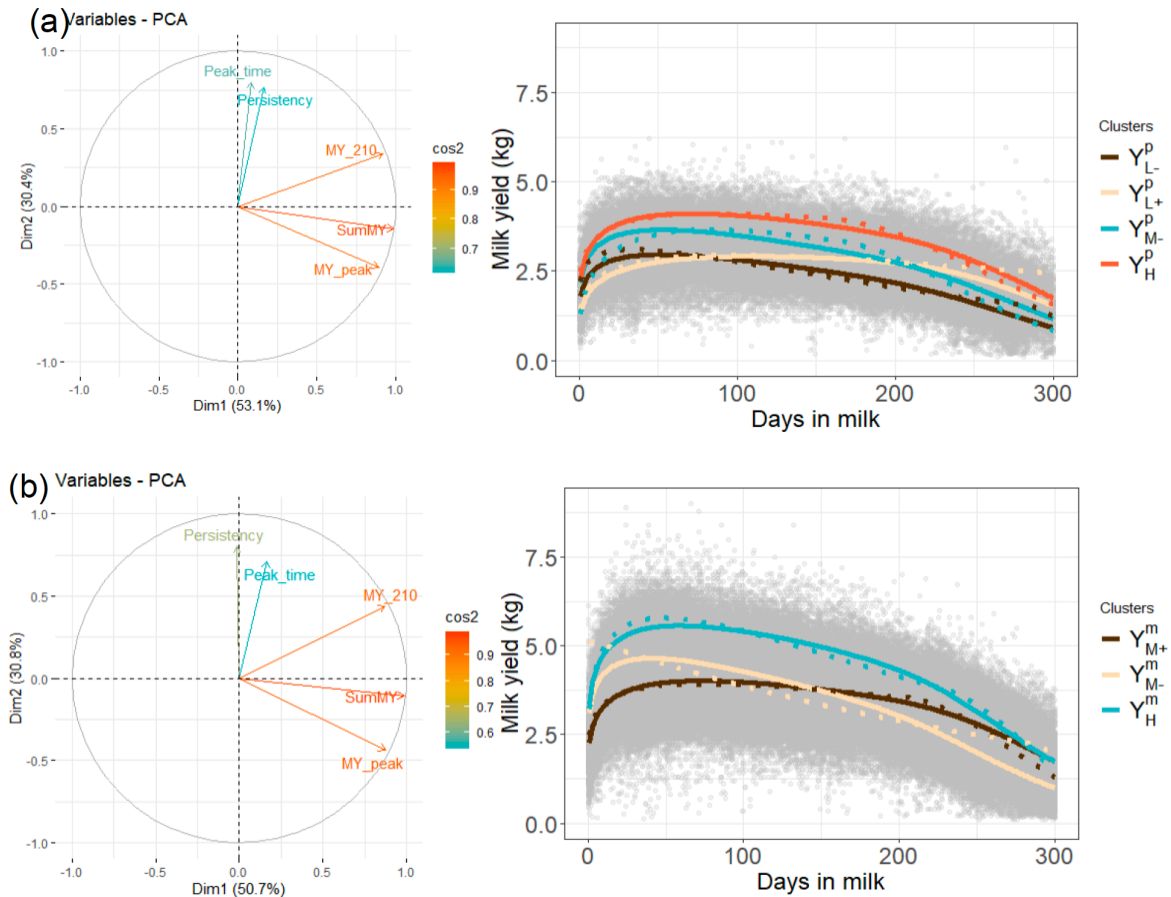 (a)
Variables - PCA
1.0
0.5
0.0
-0.5
-1.0
Dim2 (30.4%)
Peak_time
Persistency
MY_210
SumMY
MY_peak
-1.0 -0.5 0.0 0.5 1.0
Dim1 (53.1%)
cos2
0.9
0.8
0.7
Milk yield (kg)
7.5
5.0
2.5
0.0
0 100 200 300
Days in milk
Clusters
Y^p_L-
Y^p_L+
Y^p_M-
Y^p_H
(b)
Variables - PCA
1.0
0.5
0.0
-0.5
-1.0
Dim2 (30.8%)
Persistency
Peak_time
MY_210
SumMY
MY_peak
-1.0 -0.5 0.0 0.5 1.0
Dim1 (50.7%)
cos2
0.9
0.8
0.7
0.6
Milk yield (kg)
7.5
5.0
2.5
0.0
0 100 200 300
Days in milk
Clusters
Y^m_M+
Y^m_M-
Y^m_H